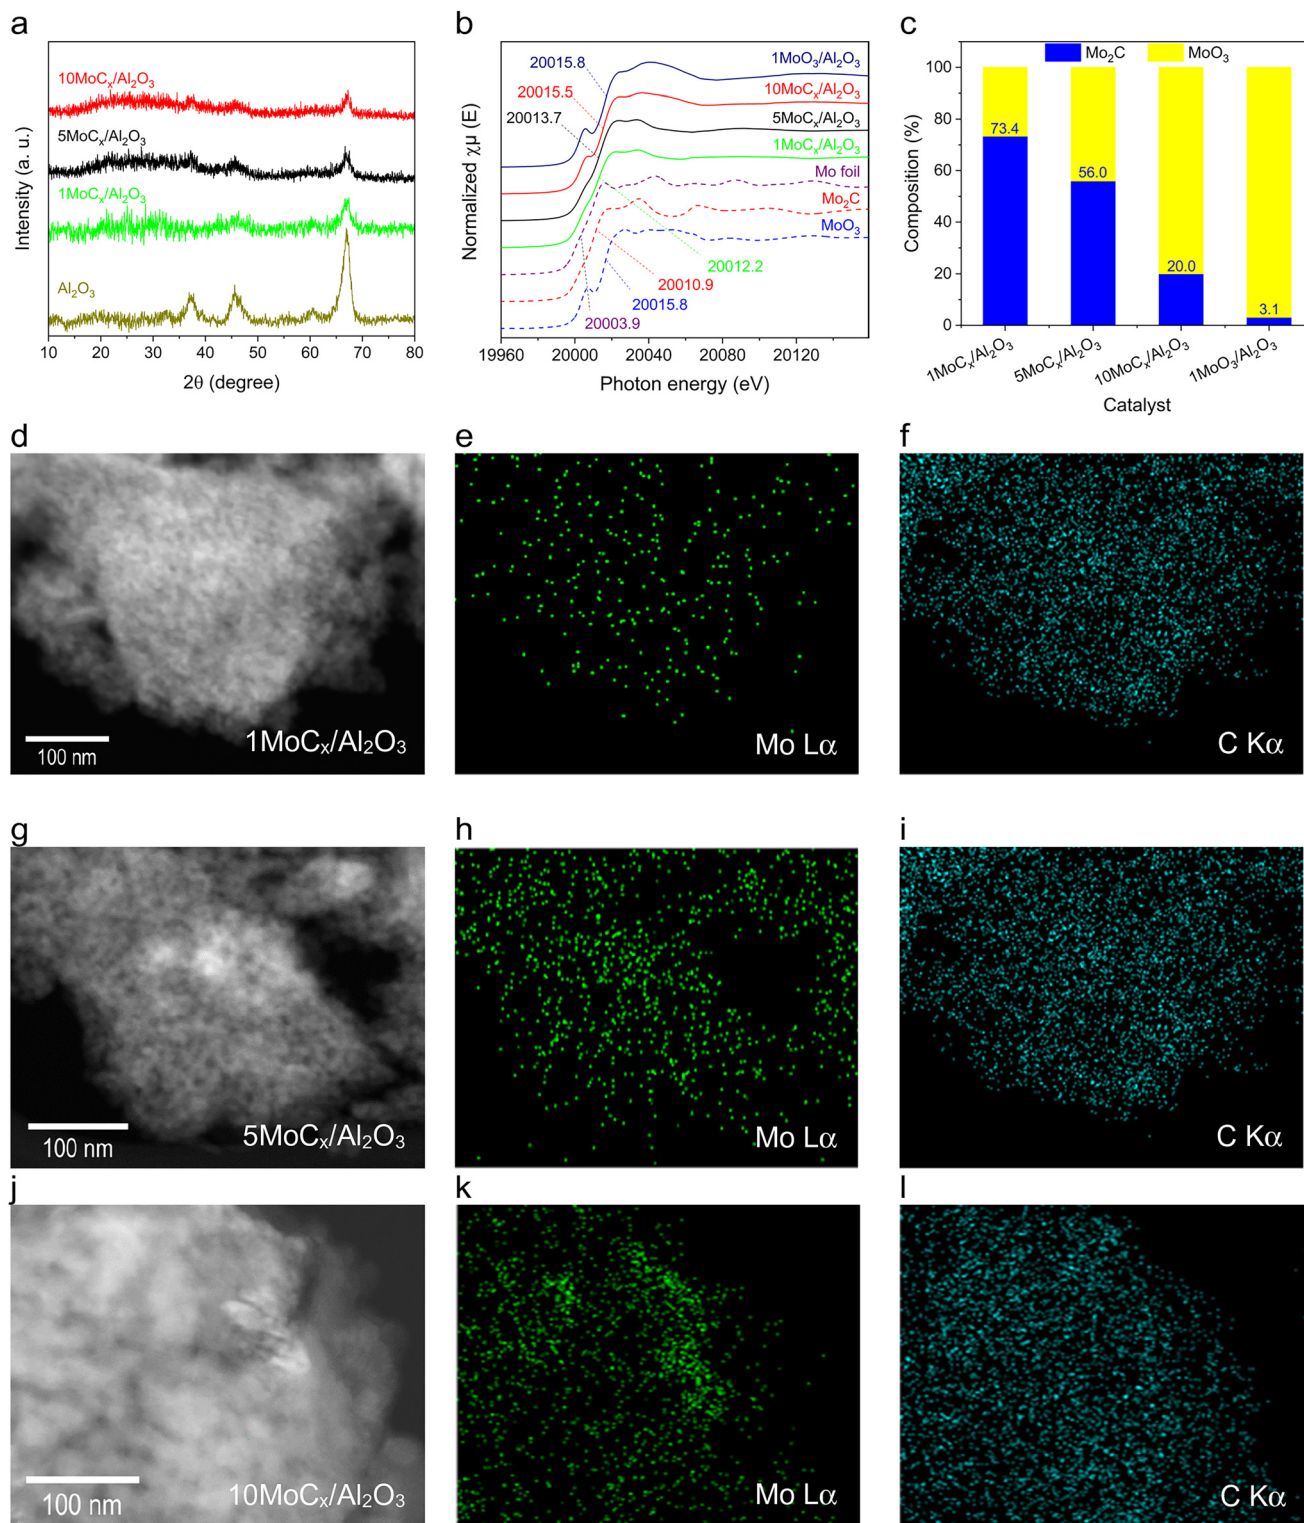 a
10MoCₓ/Al₂O₃
5MoCₓ/Al₂O₃
1MoCₓ/Al₂O₃
Al₂O₃
Intensity (a. u.)
10 20 30 40 50 60 70 80
2θ (degree)
b
20015.8
20015.5
20013.7
1MoO₃/Al₂O₃
10MoCₓ/Al₂O₃
5MoCₓ/Al₂O₃
1MoCₓ/Al₂O₃
Mo foil
Mo₂C
MoO₃
20012.2
20010.9
20015.8
20003.9
Normalized χμ (E)
19960 20000 20040 20080 20120
Photon energy (eV)
c
Mo₂C MoO₃
100
80
60
40
20
0
73.4
56.0
20.0
3.1
Composition (%)
1MoCₓ/Al₂O₃ 5MoCₓ/Al₂O₃ 10MoCₓ/Al₂O₃ 1MoO₃/Al₂O₃
Catalyst
d
100 nm
1MoCₓ/Al₂O₃
e
Mo Lα
f
C Kα
g
100 nm
5MoCₓ/Al₂O₃
h
Mo Lα
i
C Kα
j
100 nm
10MoCₓ/Al₂O₃
k
Mo Lα
l
C Kα